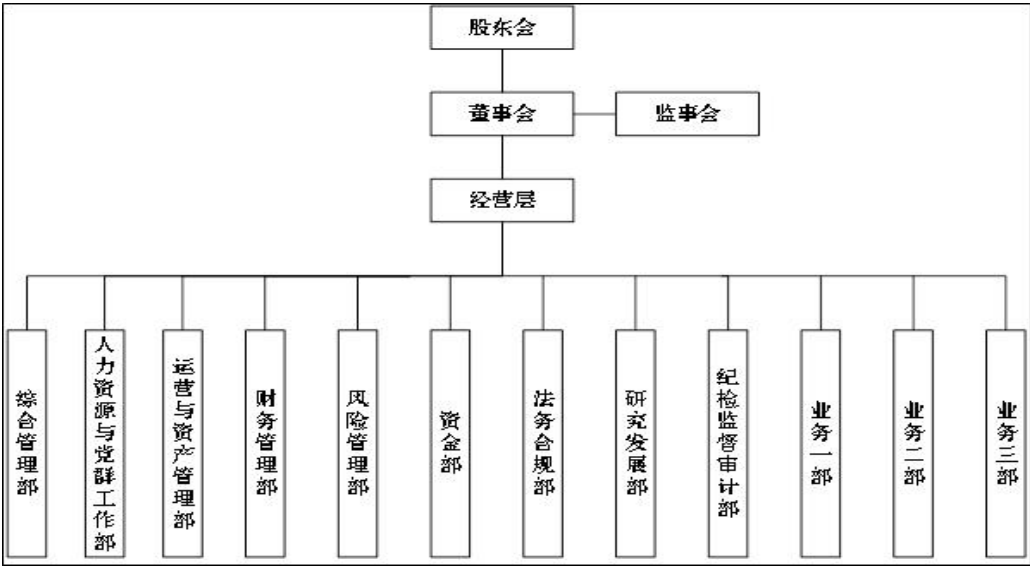 股东会
董事会
监事会
经营层
综合管理部
人力资源与党群工作部
运营与资产管理部
财务管理部
风险管理部
资金部
法务合规部
研究发展部
纪检监督审计部
业务一部
业务二部
业务三部